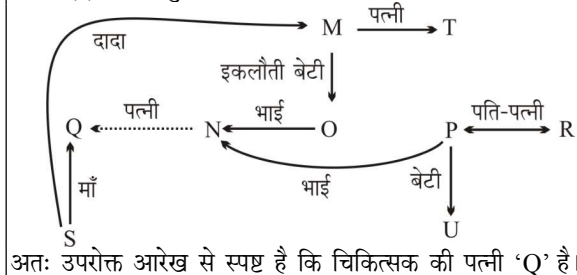 M पत्नी T
दादा
इकलौती बेटी
Q पत्नी N भाई O P पति-पत्नी R
माँ भाई बेटी
S U
अतः उपरोक्त आरेख से स्पष्ट है कि चिकित्सक की पत्नी ‘Q’ है।